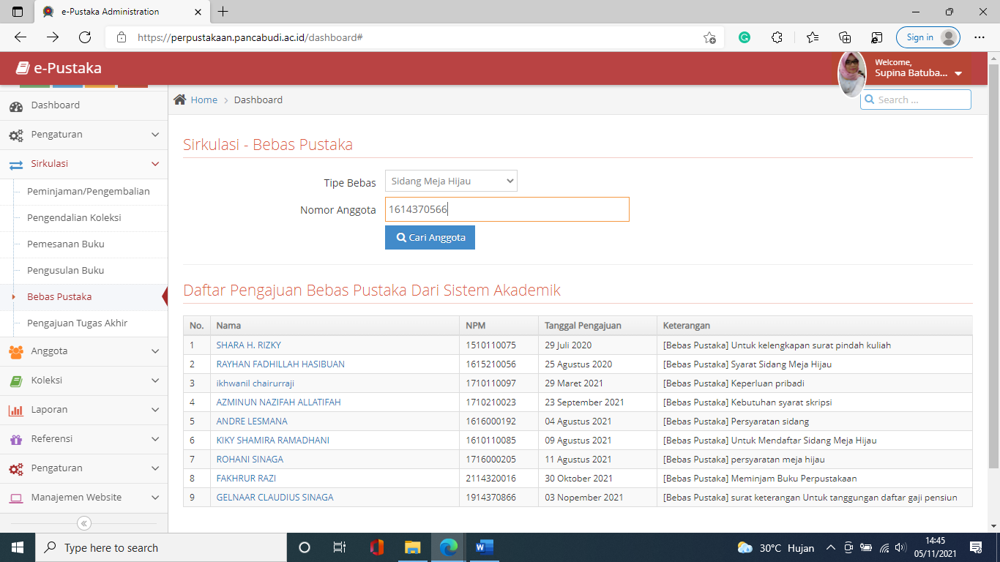 e-Pustaka Administration
https://perpustakaan.pancabudi.ac.id/dashboard#
Sign in
e-Pustaka
Welcome,
Supina Batuba...
Dashboard
Pengaturan
Sirkulasi
Peminjaman/Pengembalian
Pengendalian Koleksi
Pemesanan Buku
Pengusulan Buku
Bebas Pustaka
Pengajuan Tugas Akhir
Anggota
Koleksi
Laporan
Referensi
Pengaturan
Manajemen Website
Home > Dashboard
Search ...
Sirkulasi - Bebas Pustaka
Tipe Bebas Sidang Meja Hijau
Nomor Anggota 1614370566
Cari Anggota
Daftar Pengajuan Bebas Pustaka Dari Sistem Akademik
No. Nama NPM Tanggal Pengajuan Keterangan
1 SHARA H. RIZKY 1510110075 29 Juli 2020 [Bebas Pustaka] Untuk kelengkapan surat pindah kuliah
2 RAYHAN FADHILLAH HASIBUAN 1615210056 25 Agustus 2020 [Bebas Pustaka] Syarat Sidang Meja Hijau
3 ikhwanil chairurraji 1710110097 29 Maret 2021 [Bebas Pustaka] Keperluan pribadi
4 AZMINUN NAZIFAH ALLATIFAH 1710210023 23 September 2021 [Bebas Pustaka] Kebutuhan syarat skripsi
5 ANDRE LESMANA 1616000192 04 Agustus 2021 [Bebas Pustaka] Persyaratan sidang
6 KIKY SHAMIRA RAMADHANI 1610110085 09 Agustus 2021 [Bebas Pustaka] Untuk Mendaftar Sidang Meja Hijau
7 ROHANI SINAGA 1716000205 11 Agustus 2021 [Bebas Pustaka] persyaratan meja hijau
8 FAKHRUR RAZI 2114320016 30 Oktober 2021 [Bebas Pustaka] Meminjam Buku Perpustakaan
9 GELNAAR CLAUDIUS SINAGA 1914370866 03 Nopember 2021 [Bebas Pustaka] surat keterangan Untuk tanggungan daftar gaji pensiun
Type here to search
30°C Hujan
14:45
05/11/2021